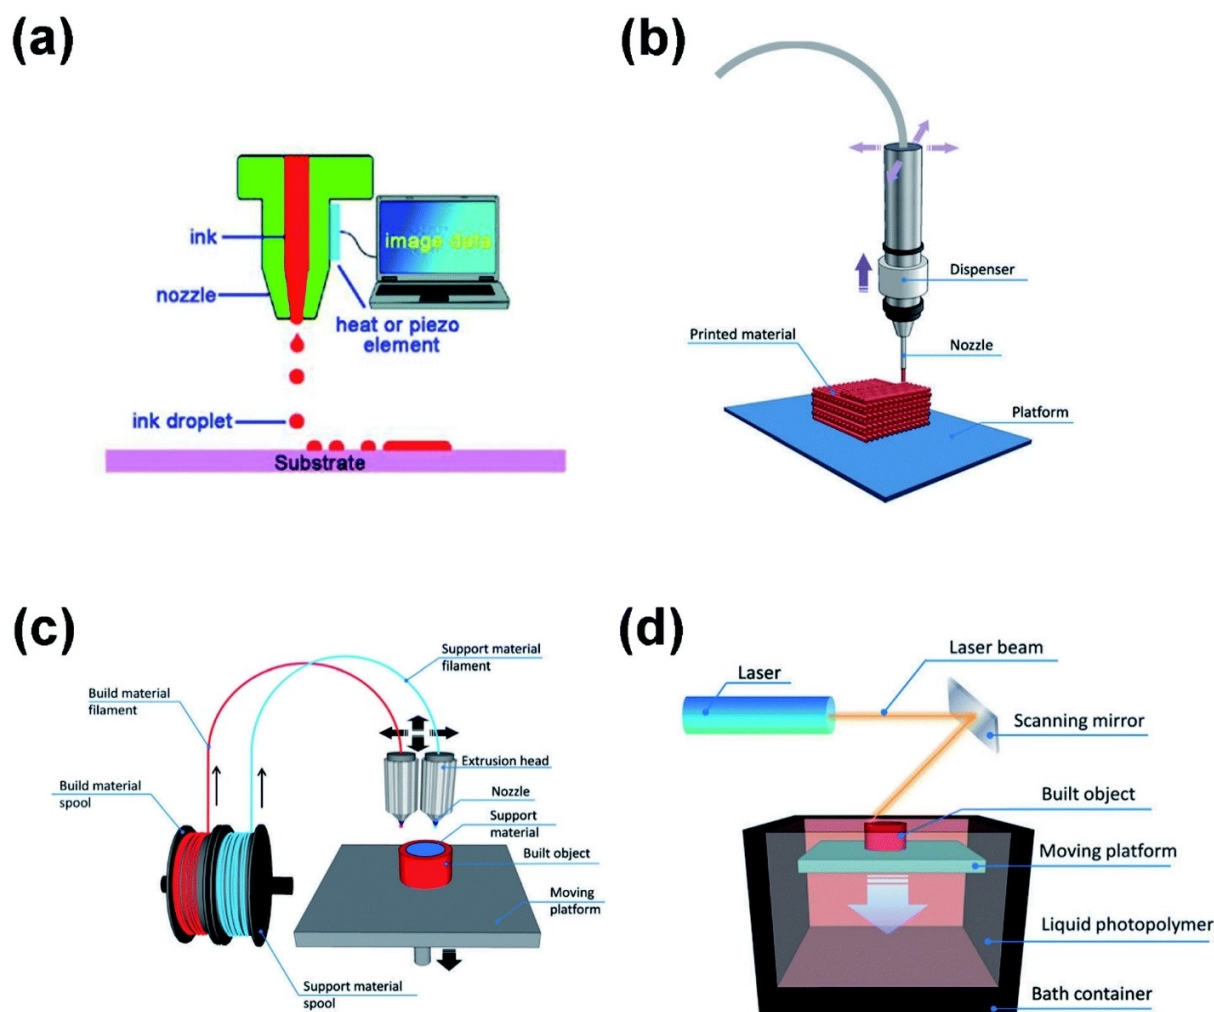 (a)
ink
nozzle
image data
heat or piezo
element
ink droplet
Substrate
(b)
Dispenser
Printed material
Nozzle
Platform
(c)
Support material
filament
Build material
filament
Extrusion head
Build material
spool
Nozzle
Support
material
Built object
Moving
platform
Support material
spool
(d)
Laser beam
Laser
Scanning mirror
Built object
Moving platform
Liquid photopolymer
Bath container